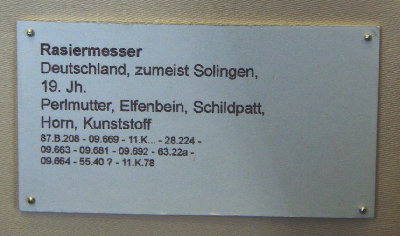 Rasiermesser
Deutschland, zumeist Solingen,
19. Jh.
Perlmutter, Elfenbein, Schildpatt,
Horn, Kunststoff
87.B.208 - 09.669 - 11.K... - 28.224 -
09.663 - 09.681 - 09.692 - 63.22a -
09.664 - 55.40 ? - 11.K.78